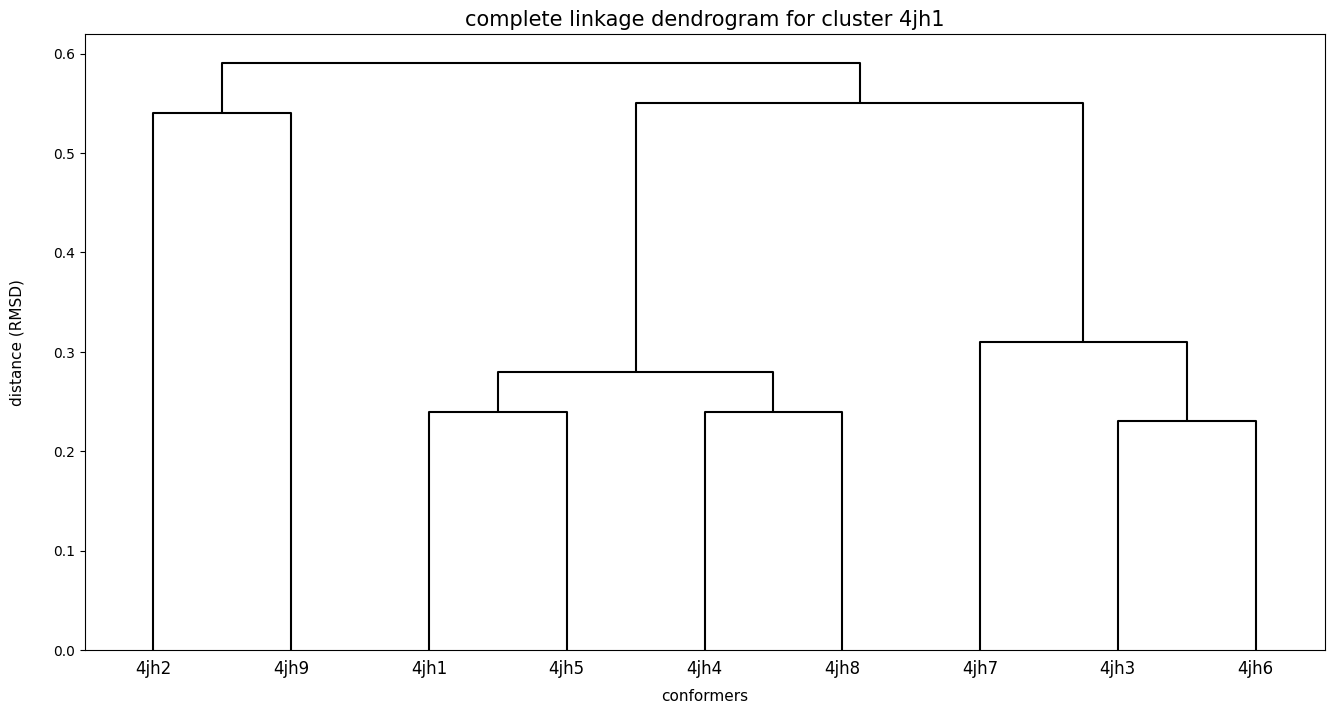 complete linkage dendrogram for cluster 4jh1
0.6
0.5
0.4
0.3
0.2
0.1
0.0
distance (RMSD)
4jh2 4jh9 4jh1 4jh5 4jh4 4jh8 4jh7 4jh3 4jh6
conformers